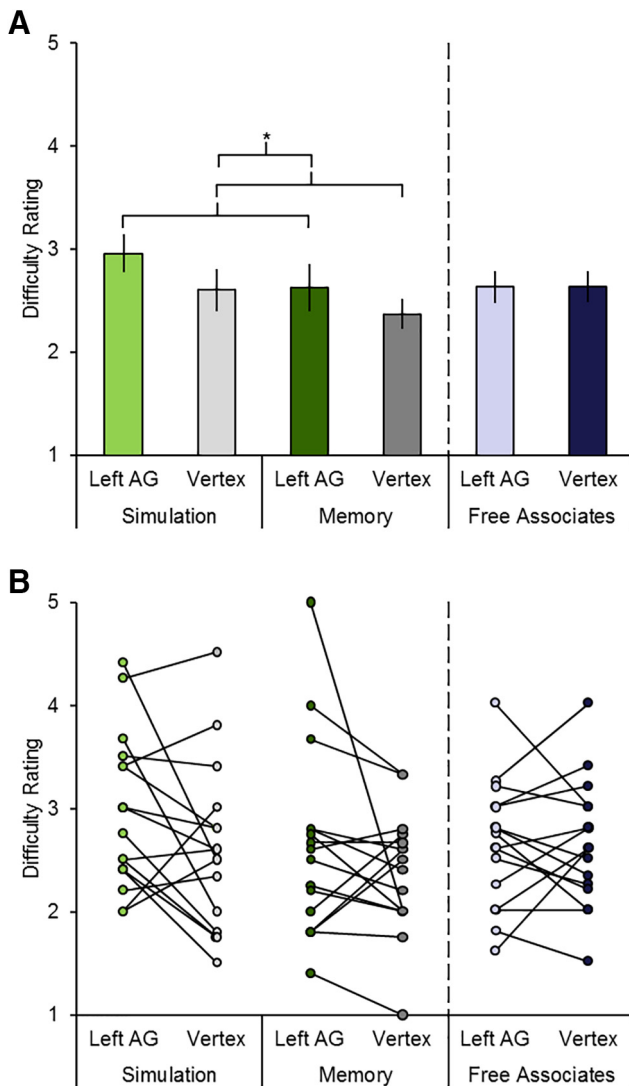 A
5
4
3
2
1
Difficulty Rating
*
Left AG Vertex Left AG Vertex Left AG Vertex
Simulation Memory Free Associates
B
5
4
3
2
1
Difficulty Rating
Left AG Vertex Left AG Vertex Left AG Vertex
Simulation Memory Free Associates